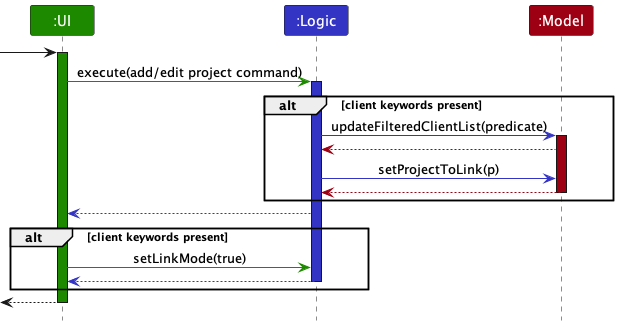 :UI
:Logic
:Model
execute(add/edit project command)
alt [client keywords present]
updateFilteredClientList(predicate)
setProjectToLink(p)
alt [client keywords present]
setLinkMode(true)